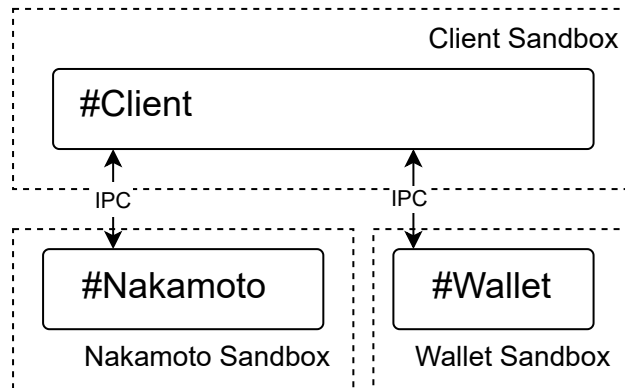 Client Sandbox
#Client
IPC
IPC
#Nakamoto
#Wallet
Nakamoto Sandbox
Wallet Sandbox